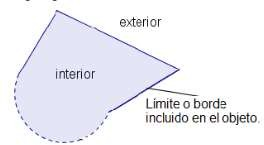 exterior
interior
Límite o borde
incluido en el objeto.